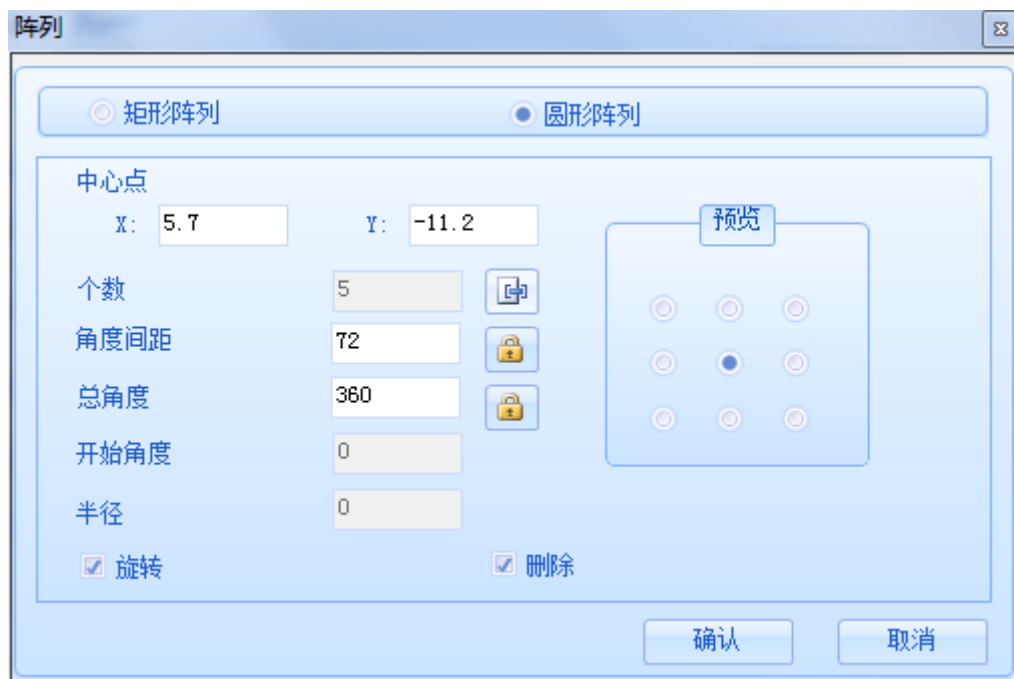 阵列
矩形阵列 圆形阵列
中心点
X: 5.7 Y: -11.2
预览
个数 5
角度间距 72
总角度 360
开始角度 0
半径 0
旋转 删除
确认 取消